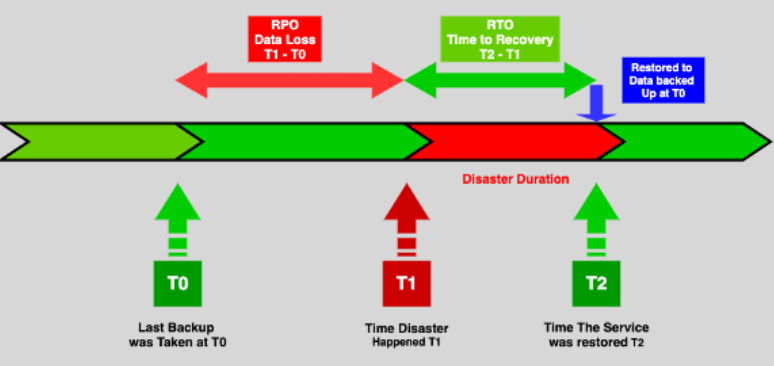 RPO
Data Loss
T1 - T0
RTO
Time to Recovery
T2 - T1
Restored to
Data backed
Up at T0
Disaster Duration
T0
T1
T2
Last Backup
was Taken at T0
Time Disaster
Happened T1
Time The Service
was restored T2